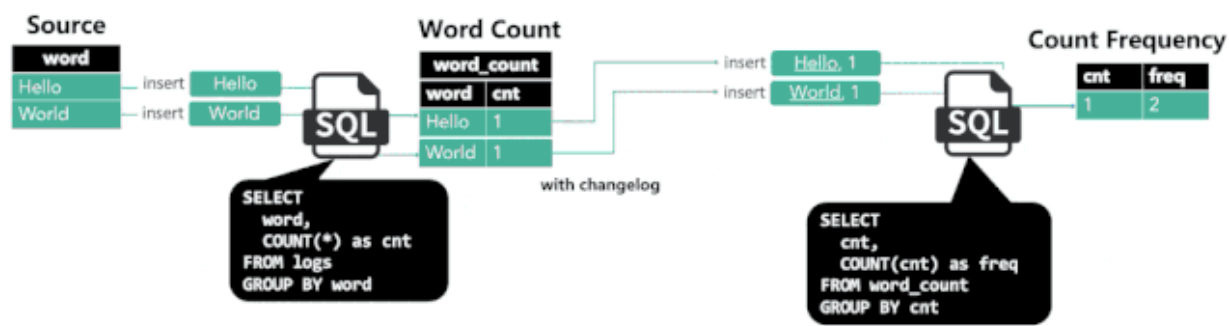 Source
word
Hello
World
insert Hello
insert World
SQL
SELECT
word,
COUNT(*) as cnt
FROM logs
GROUP BY word
Word Count
word_count
word cnt
Hello 1
World 1
with changelog
insert Hello, 1
insert World, 1
SQL
SELECT
cnt,
COUNT(cnt) as freq
FROM word_count
GROUP BY cnt
Count Frequency
cnt freq
1 2